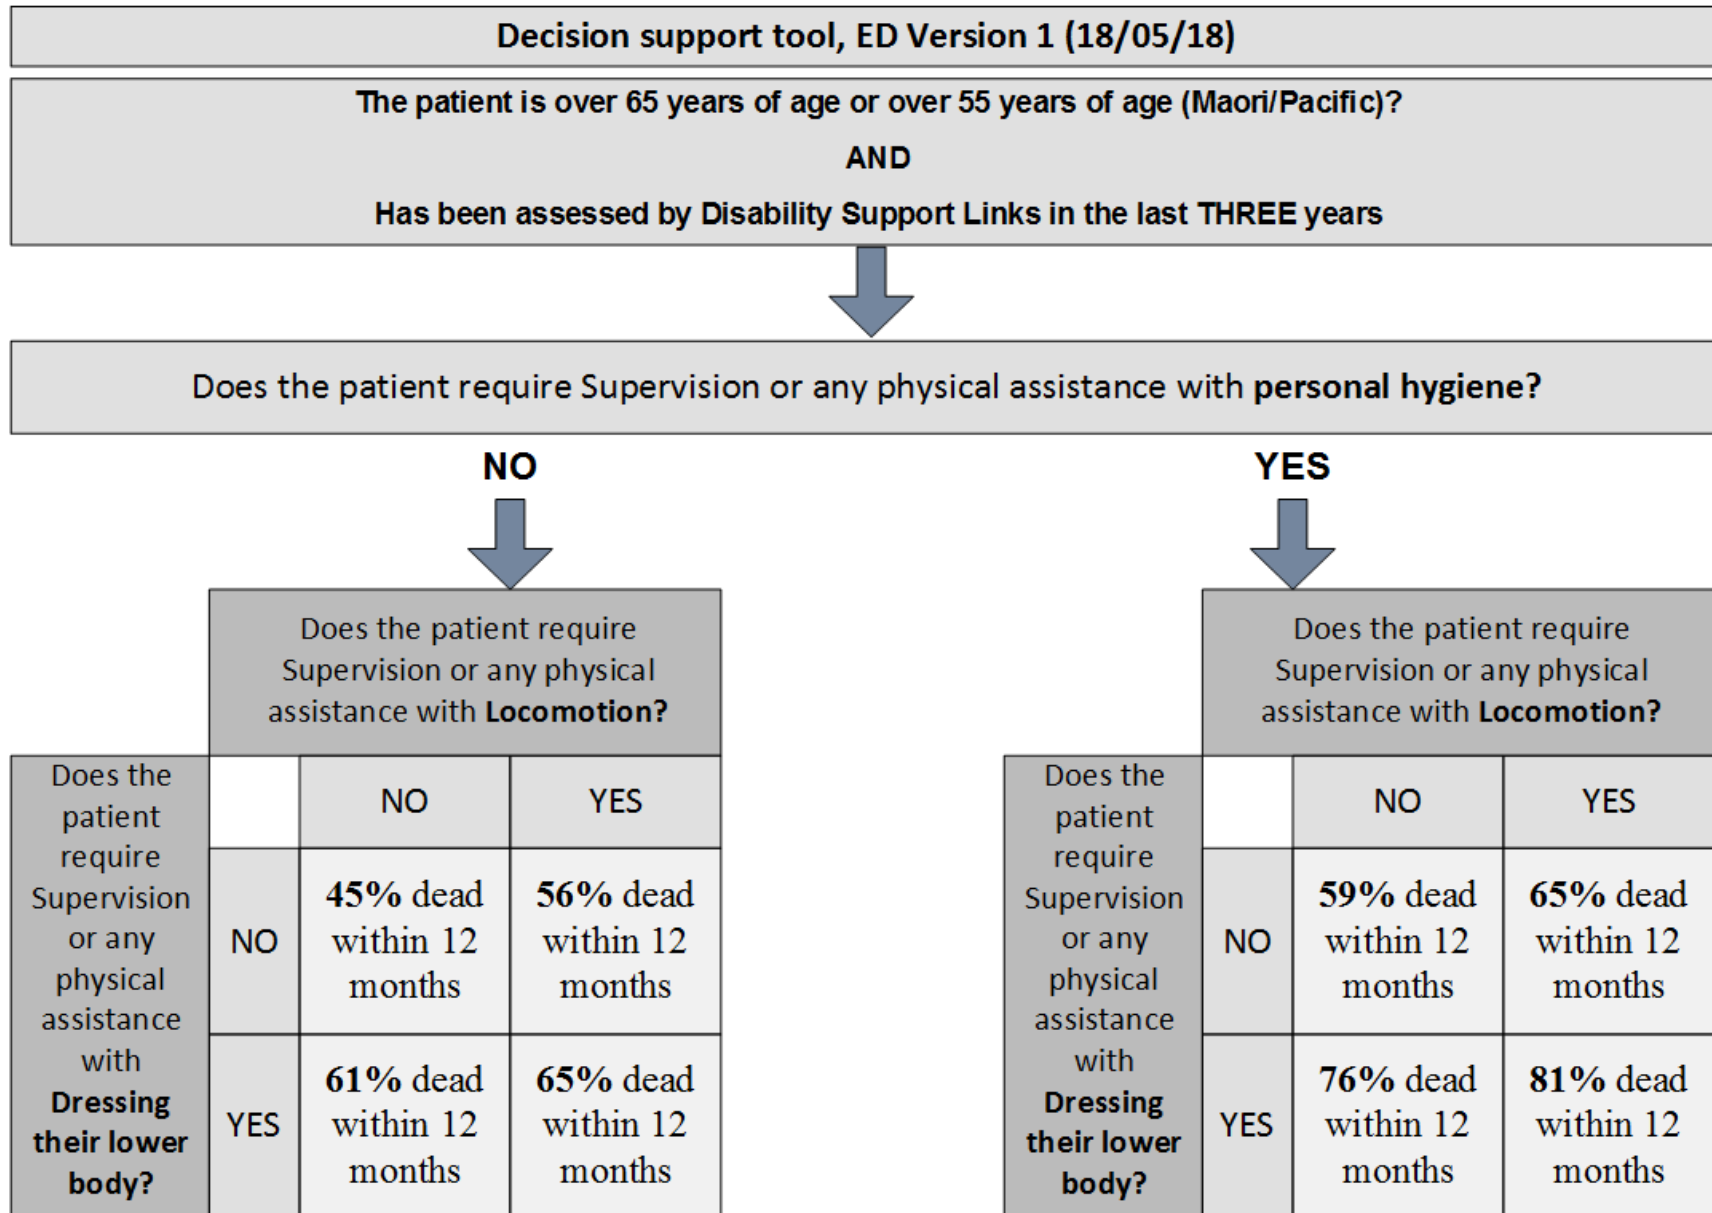 Decision support tool, ED Version 1 (18/05/18)
The patient is over 65 years of age or over 55 years of age (Maori/Pacific)?
AND
Has been assessed by Disability Support Links in the last THREE years
Does the patient require Supervision or any physical assistance with personal hygiene?
NO
Does the patient require
Supervision or any physical
assistance with Locomotion?
Does the
patient
require
Supervision
or any
physical
assistance
with
Dressing
their lower
body?
NO
YES
NO
45% dead
within 12
months
56% dead
within 12
months
YES
61% dead
within 12
months
65% dead
within 12
months
YES
Does the patient require
Supervision or any physical
assistance with Locomotion?
Does the
patient
require
Supervision
or any
physical
assistance
with
Dressing
their lower
body?
NO
YES
NO
59% dead
within 12
months
65% dead
within 12
months
YES
76% dead
within 12
months
81% dead
within 12
months